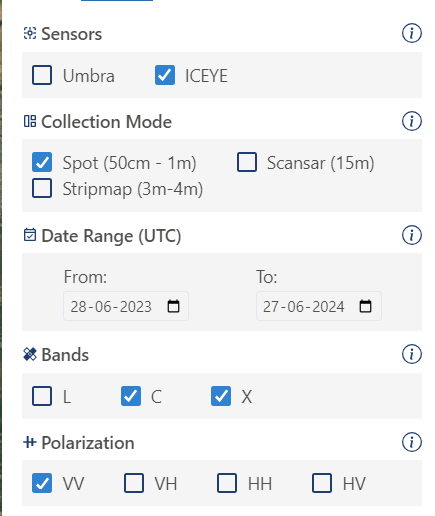 Sensors
Umbra ICEYE
Collection Mode
Spot (50cm - 1m) Scansar (15m)
Stripmap (3m-4m)
Date Range (UTC)
From: To:
28-06-2023 27-06-2024
Bands
L C X
Polarization
VV VH HH HV